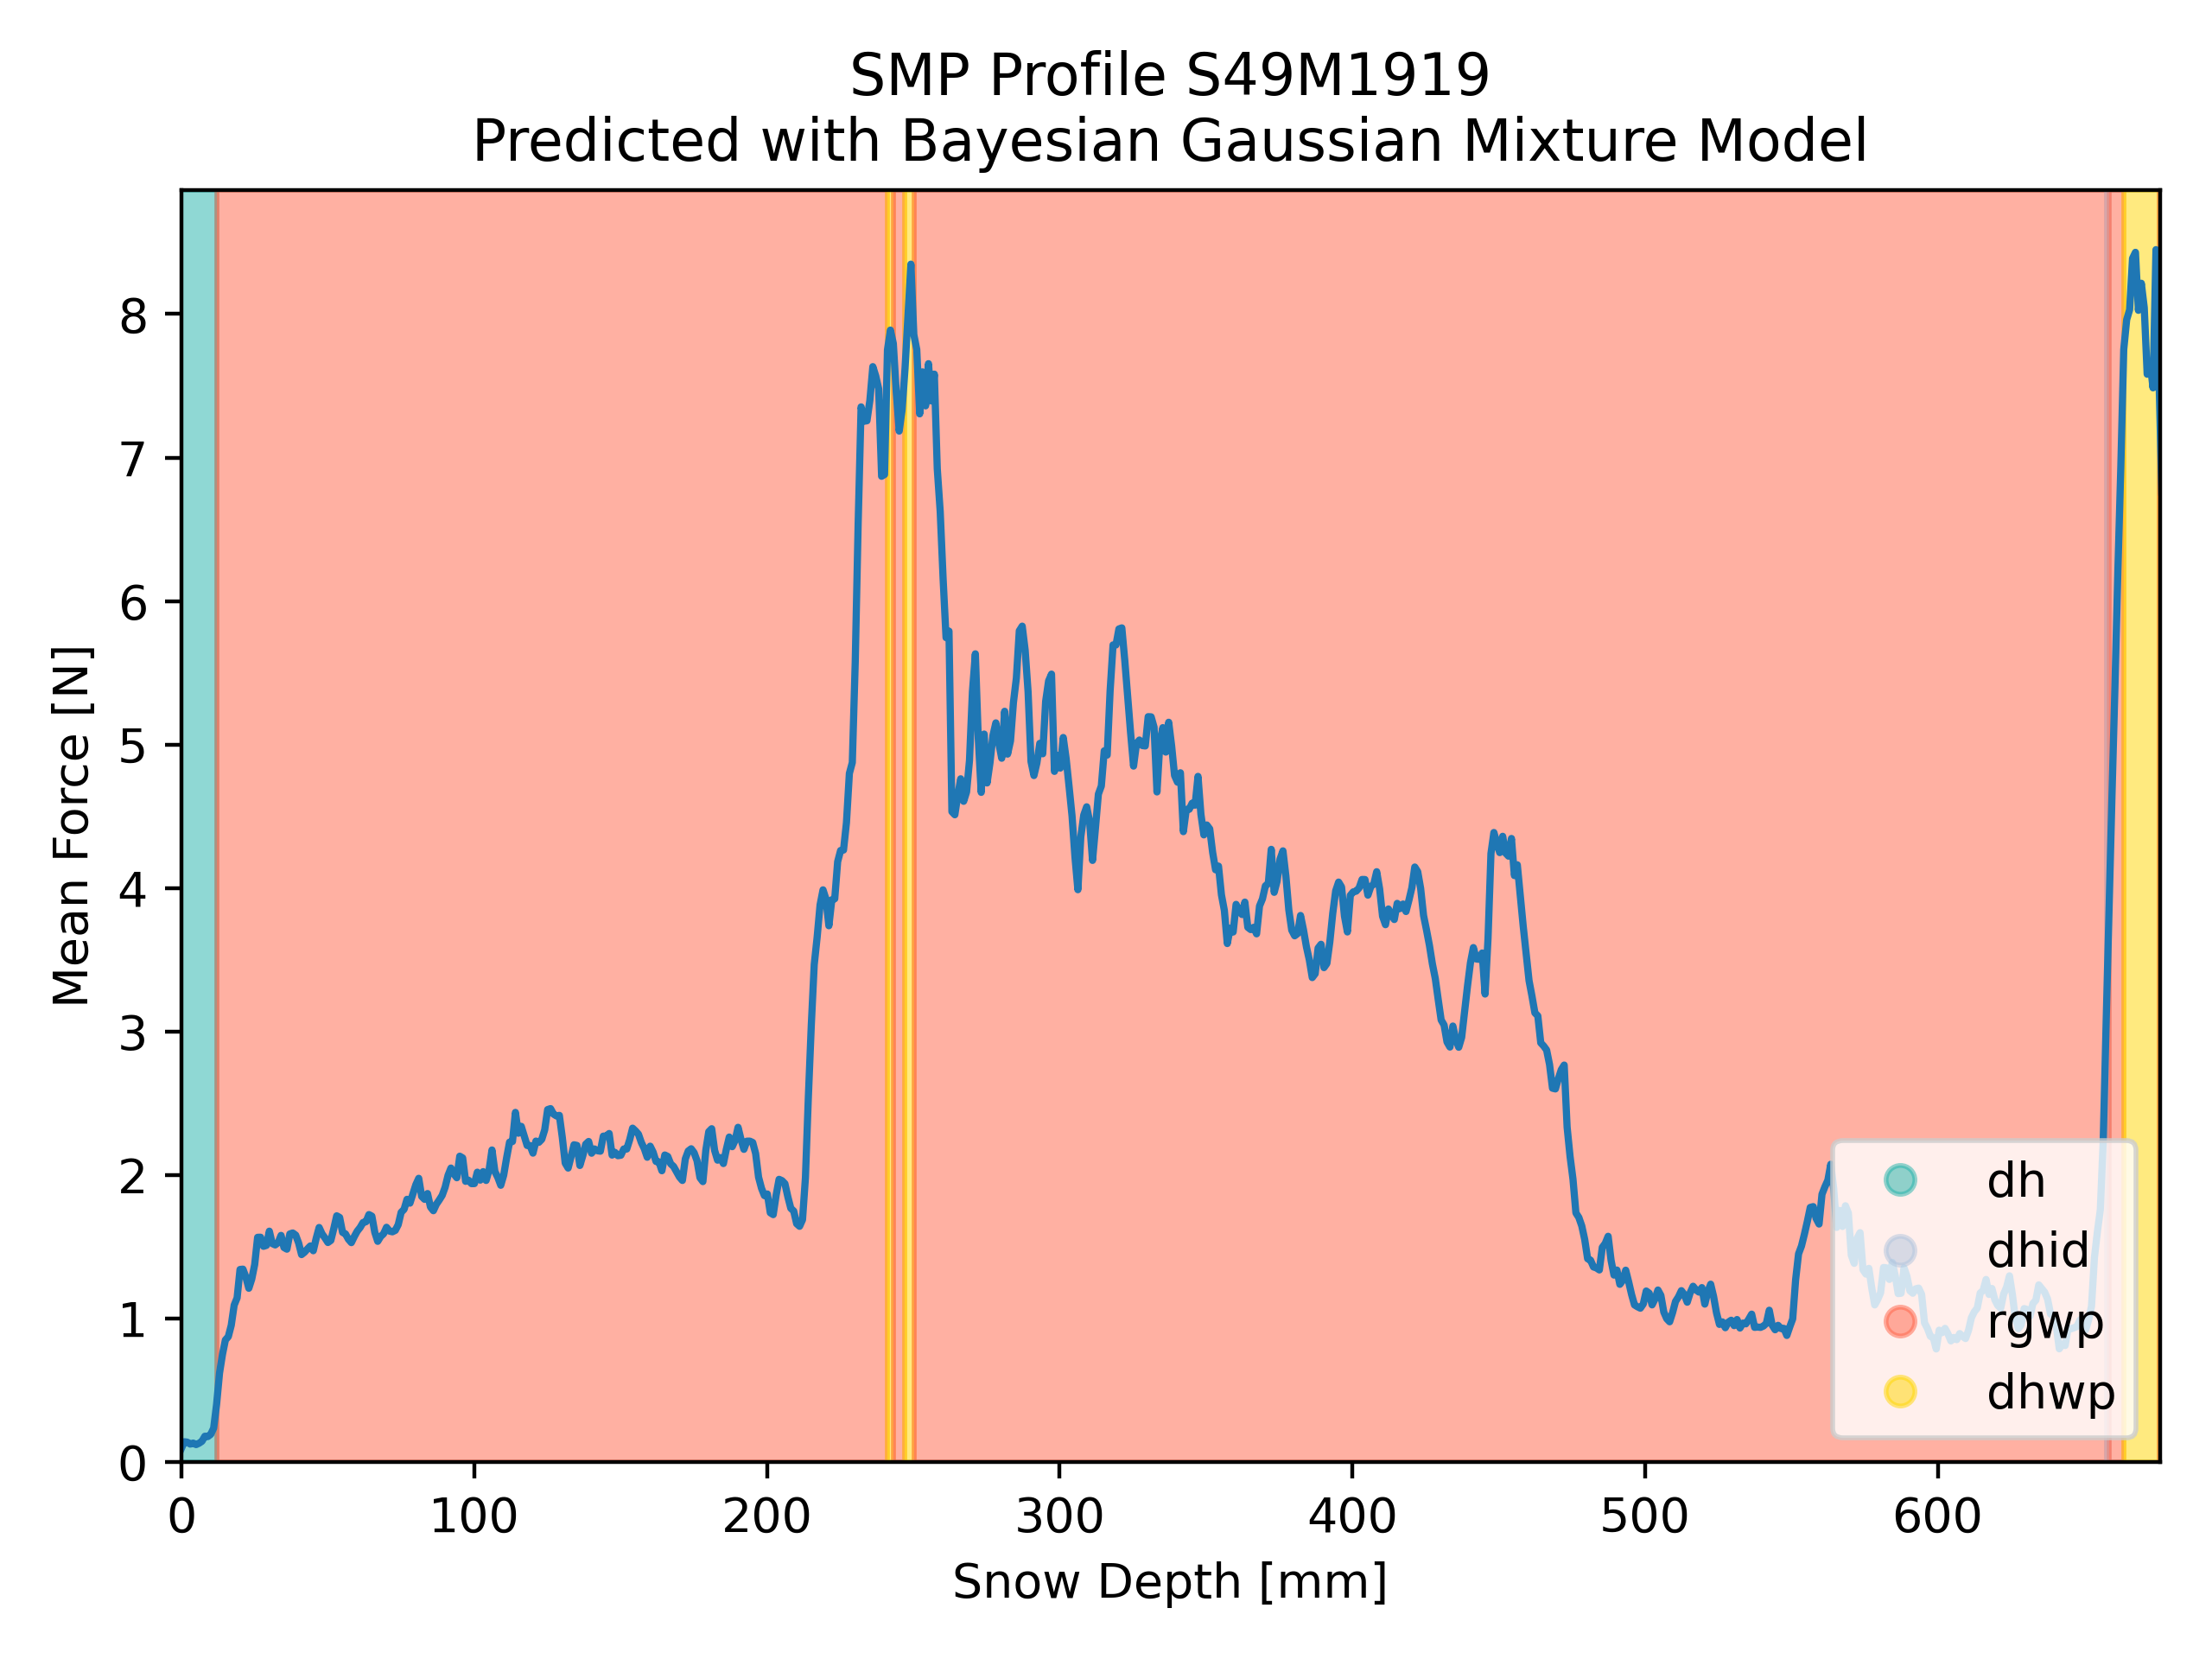 SMP Profile S49M1919
Predicted with Bayesian Gaussian Mixture Model
8
7
6
5
4
3
2
1
0
Mean Force [N]
dh
dhid
rgwp
dhwp
0 100 200 300 400 500 600
Snow Depth [mm]